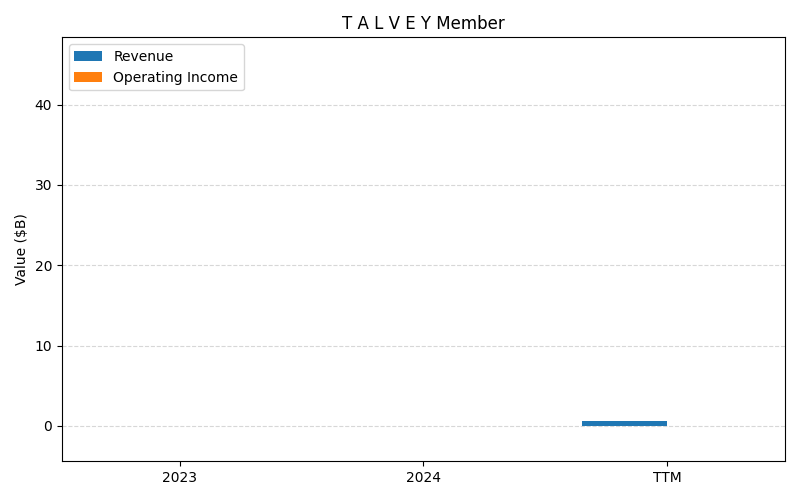 T A L V E Y Member
Revenue
Operating Income
Value ($B)
40
30
20
10
0
2023
2024
TTM